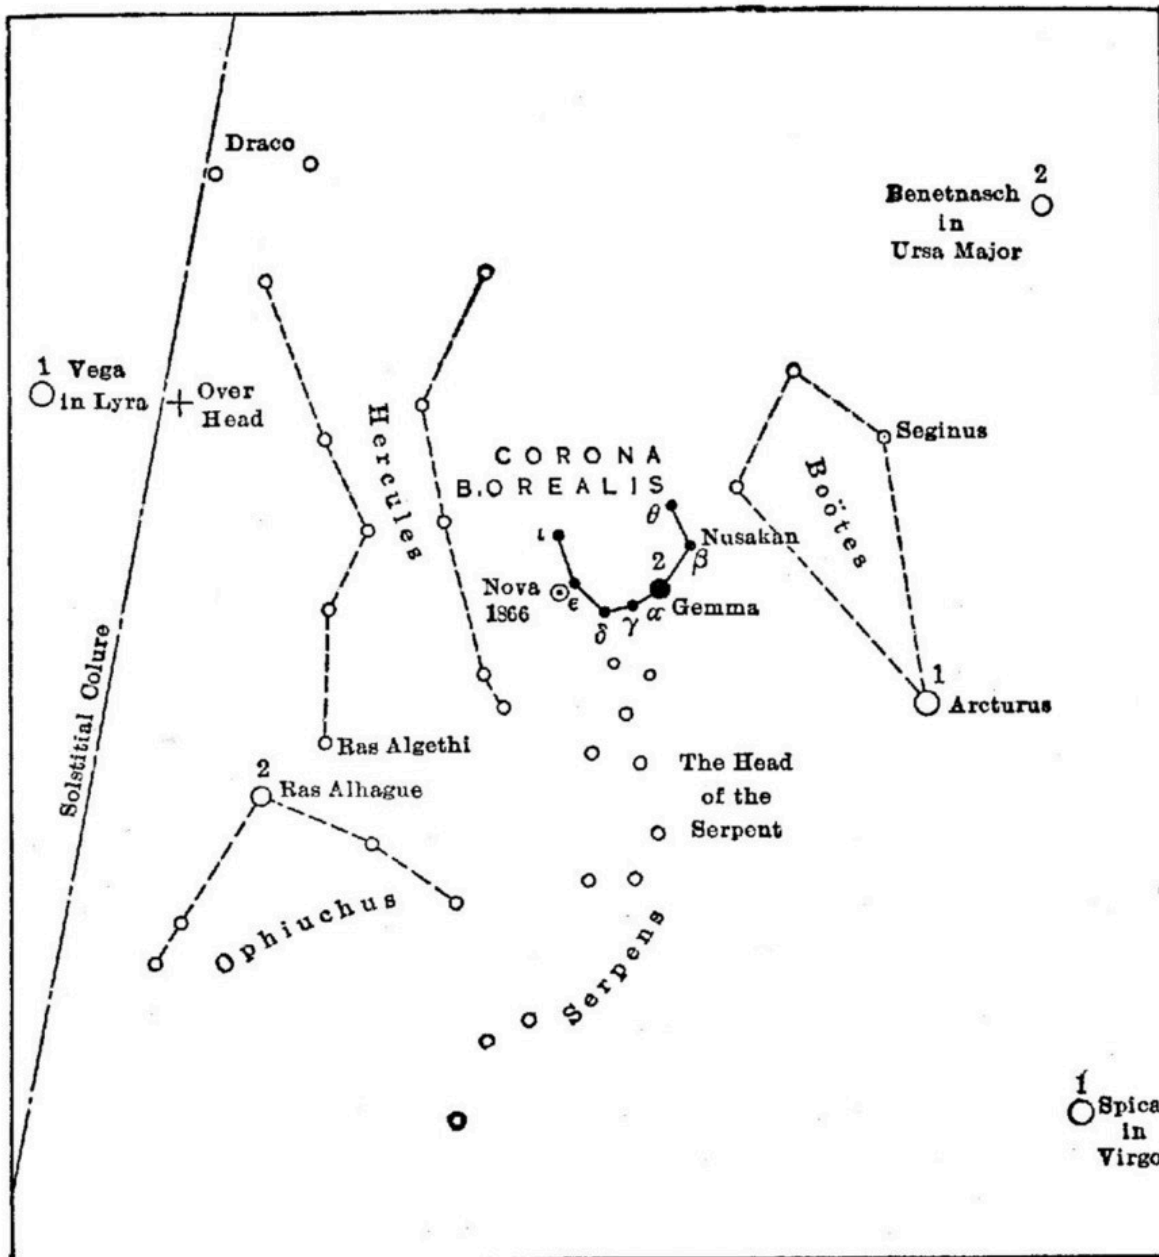 Draco
2
Benetnasch
in
Ursa Major
1 Vega
in Lyra
Over
Head
Hercules
Seginus
CORONA
B.OREALIS
Boötes
θ
ι
Nusakan
β
2
Nova
1866
ε
δ
γ
α
Gemma
1
Arcturus
Solstitial Colure
Ras Algethi
2
Ras Alhague
The Head
of the
Serpent
Ophiuchus
Serpens
1
Spica
in
Virgo